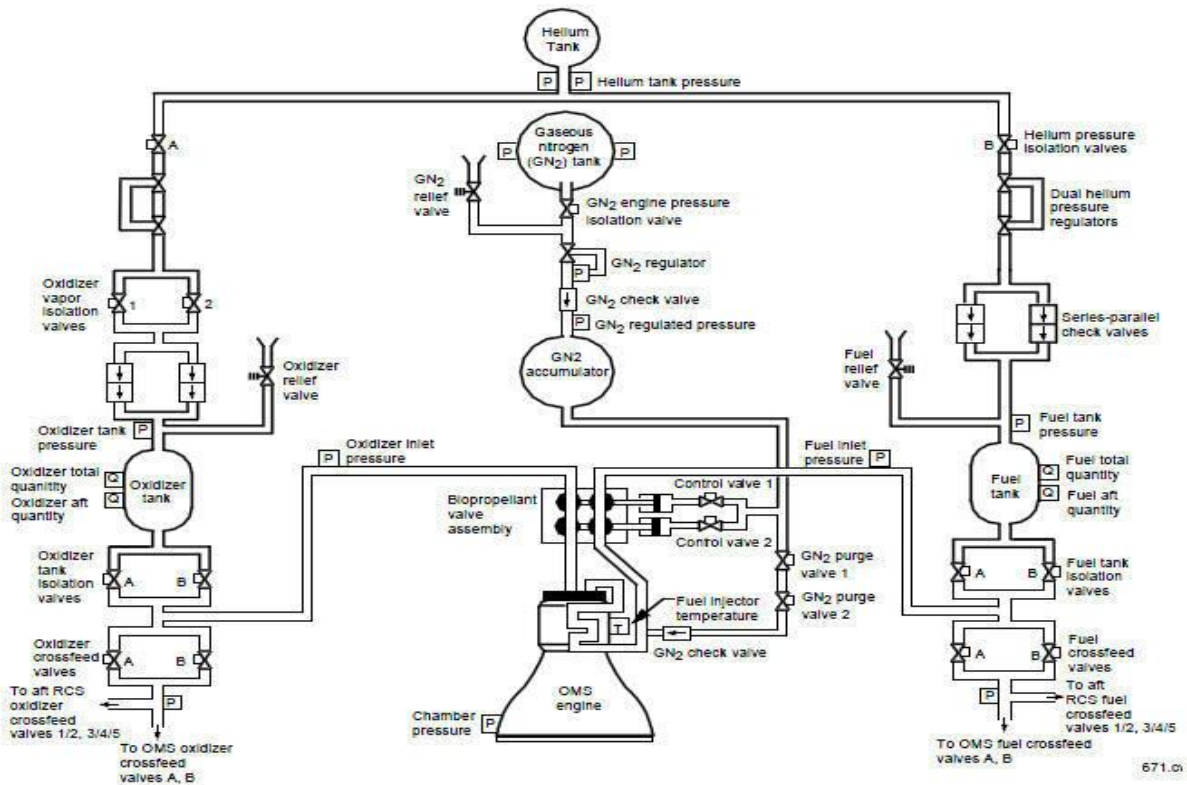 Helium
Tank
P
P
Helium tank pressure
A
B
Helium pressure
isolation valves
Gaseous
nitrogen
(GN2) tank
P
P
GN2
relief
valve
GN2 engine pressure
isolation valve
Dual helium
pressure
regulators
P
GN2 regulator
Oxidizer
vapor
isolation
valves
1
2
GN2 check valve
P
GN2 regulated pressure
Series-parallel
check valves
GN2
accumulator
Oxidizer
relief
valve
Fuel
relief
valve
Oxidizer tank
pressure
P
P
Fuel tank
pressure
P
Oxidizer inlet
pressure
Fuel inlet
pressure
P
Oxidizer total
quanitity
Q
Oxidizer aft
quantity
Q
Oxidizer
tank
Fuel
tank
Q
Fuel total
quantity
Q
Fuel aft
quantity
Biopropellant
valve
assembly
Control valve 1
Control valve 2
Oxidizer
tank
isolation
valves
A
B
GN2 purge
valve 1
GN2 purge
valve 2
A
B
Fuel tank
isolation
valves
Fuel injector
temperature
T
GN2 check valve
Oxidizer
crossfeed
valves
A
B
A
B
Fuel
crossfeed
valves
To aft RCS
oxidizer
crossfeed
valves 1/2, 3/4/5
P
OMS
engine
Chamber
pressure
P
P
To aft
RCS fuel
crossfeed
valves 1/2, 3/4/5
To OMS oxidizer
crossfeed
valves A, B
To OMS fuel crossfeed
valves A, B